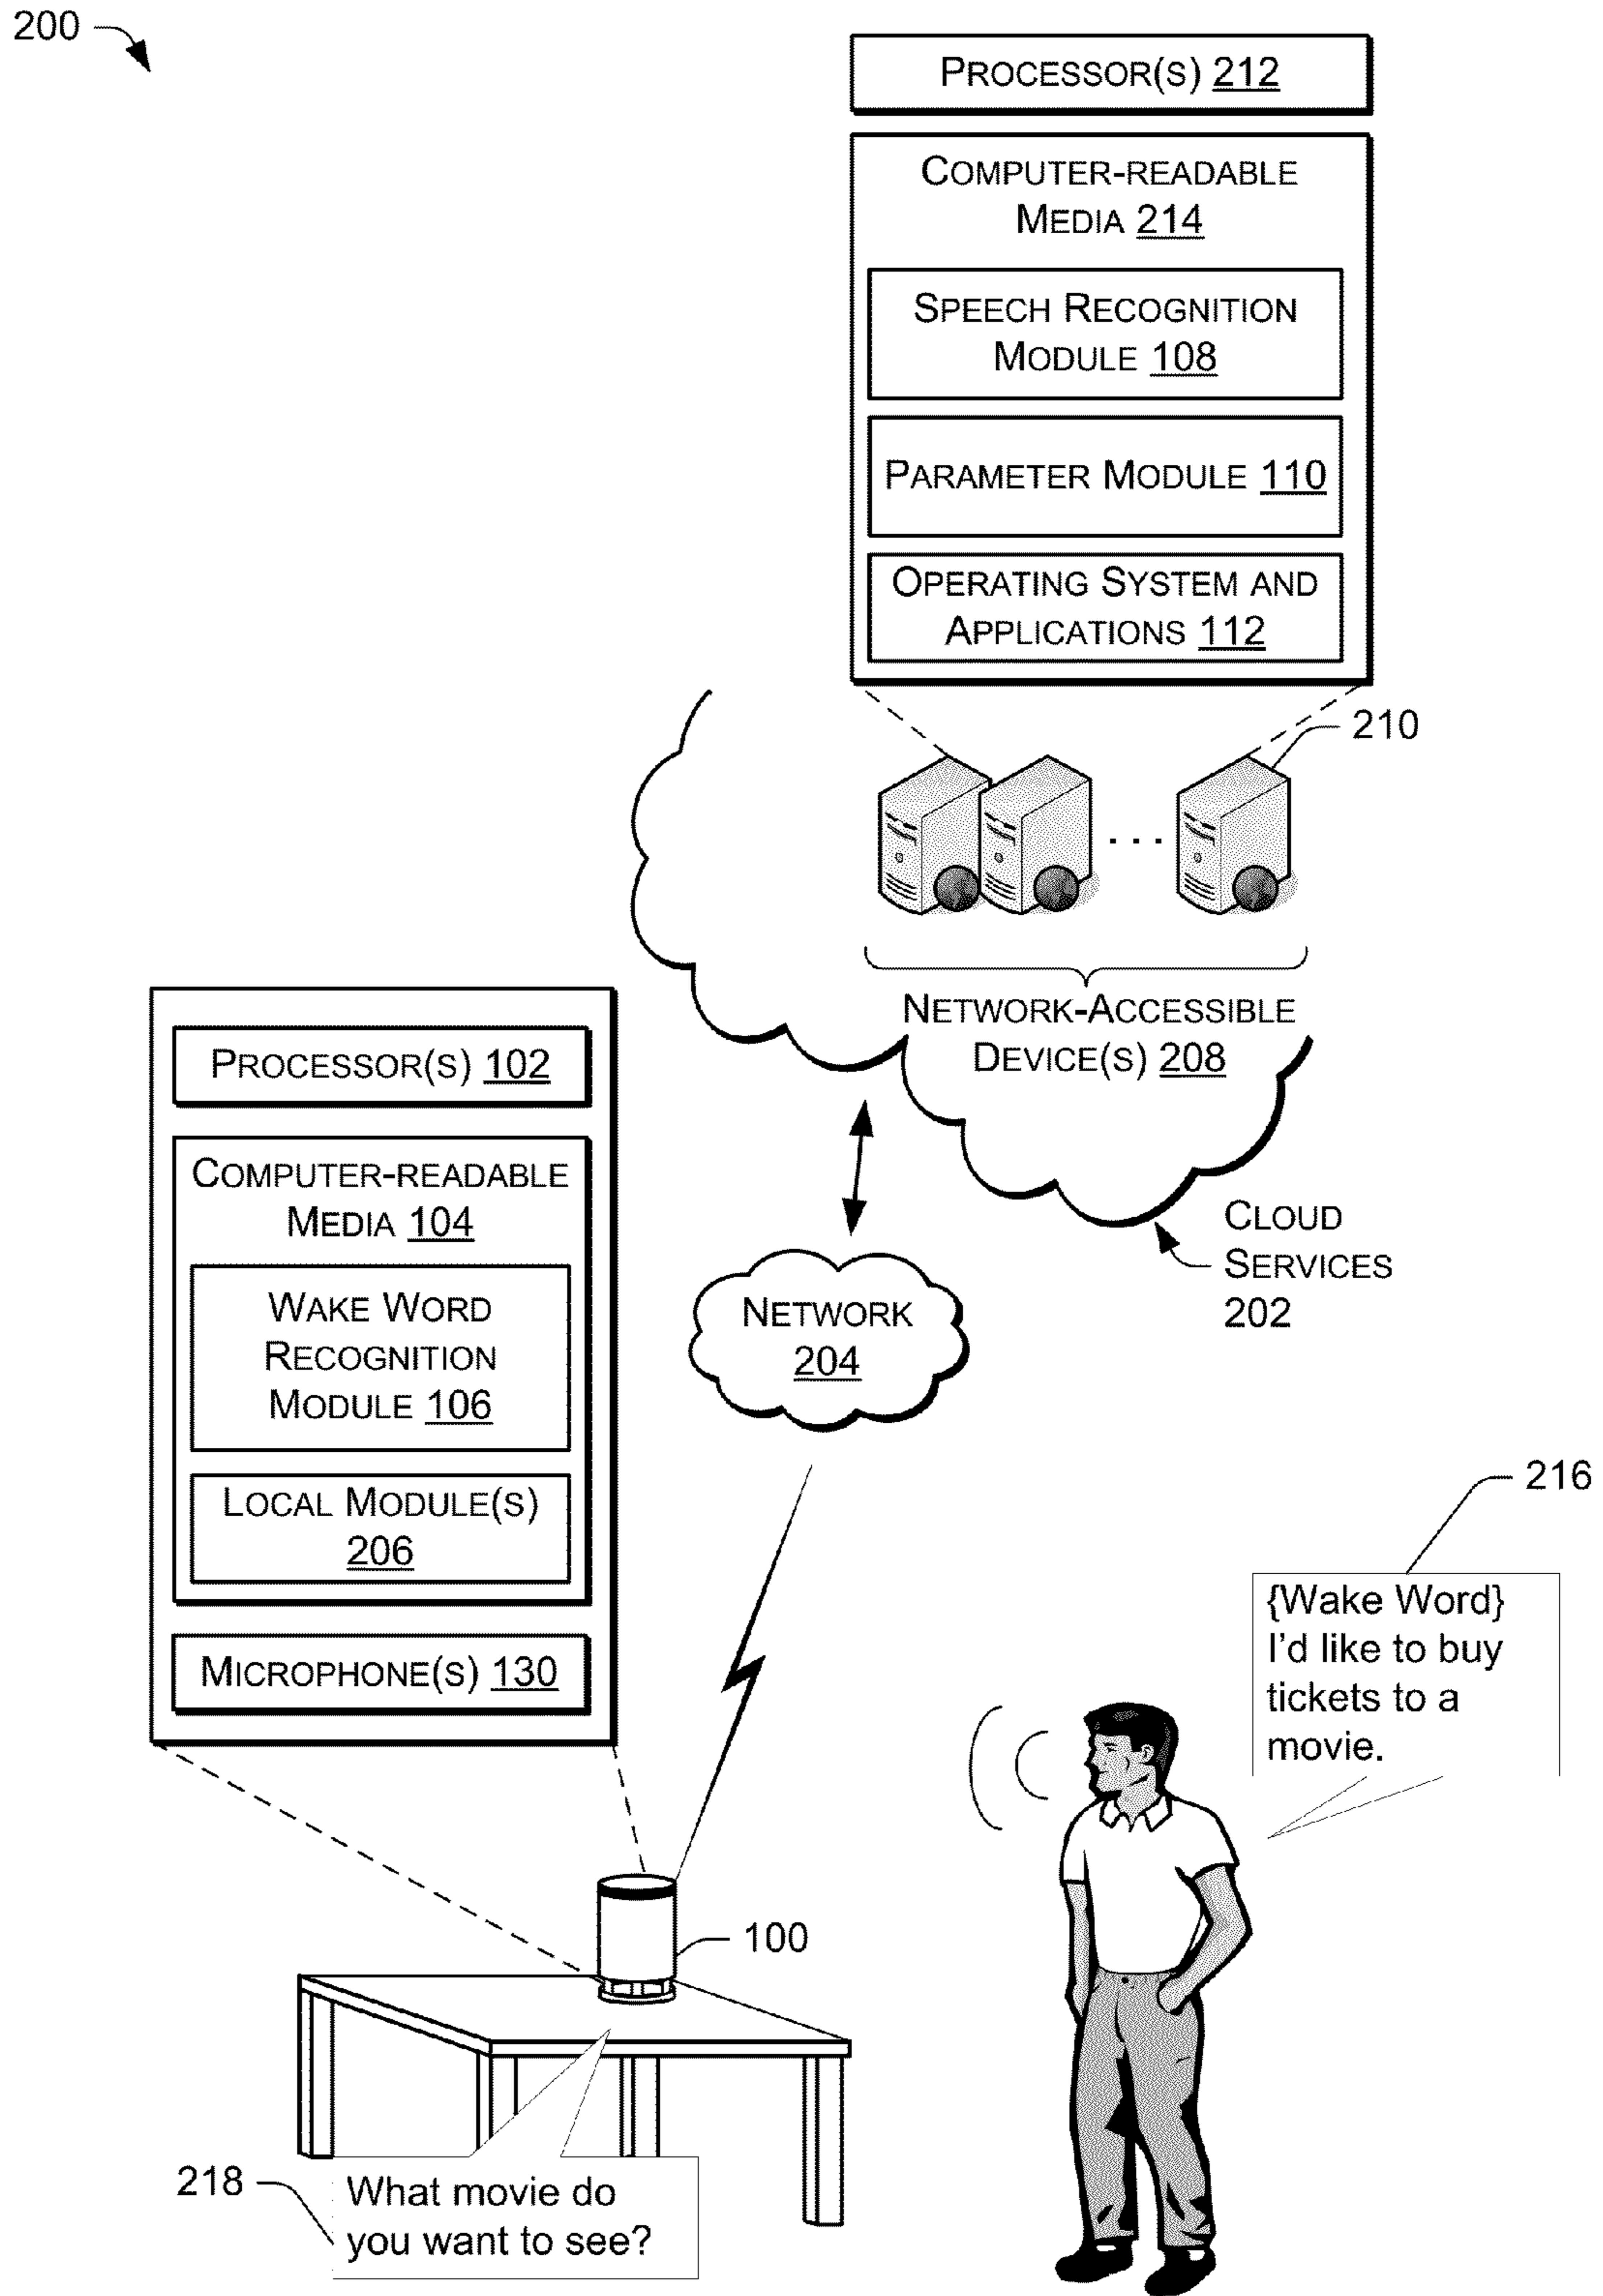 200
PROCESSOR(S) 212
COMPUTER-READABLE
MEDIA 214
SPEECH RECOGNITION
MODULE 108
PARAMETER MODULE 110
OPERATING SYSTEM AND
APPLICATIONS 112
210
NETWORK-ACCESSIBLE
DEVICE(S) 208
CLOUD
SERVICES
202
NETWORK
204
PROCESSOR(S) 102
COMPUTER-READABLE
MEDIA 104
WAKE WORD
RECOGNITION
MODULE 106
LOCAL MODULE(S)
206
MICROPHONE(S) 130
216
{Wake Word}
I'd like to buy
tickets to a
movie.
100
218
What movie do
you want to see?